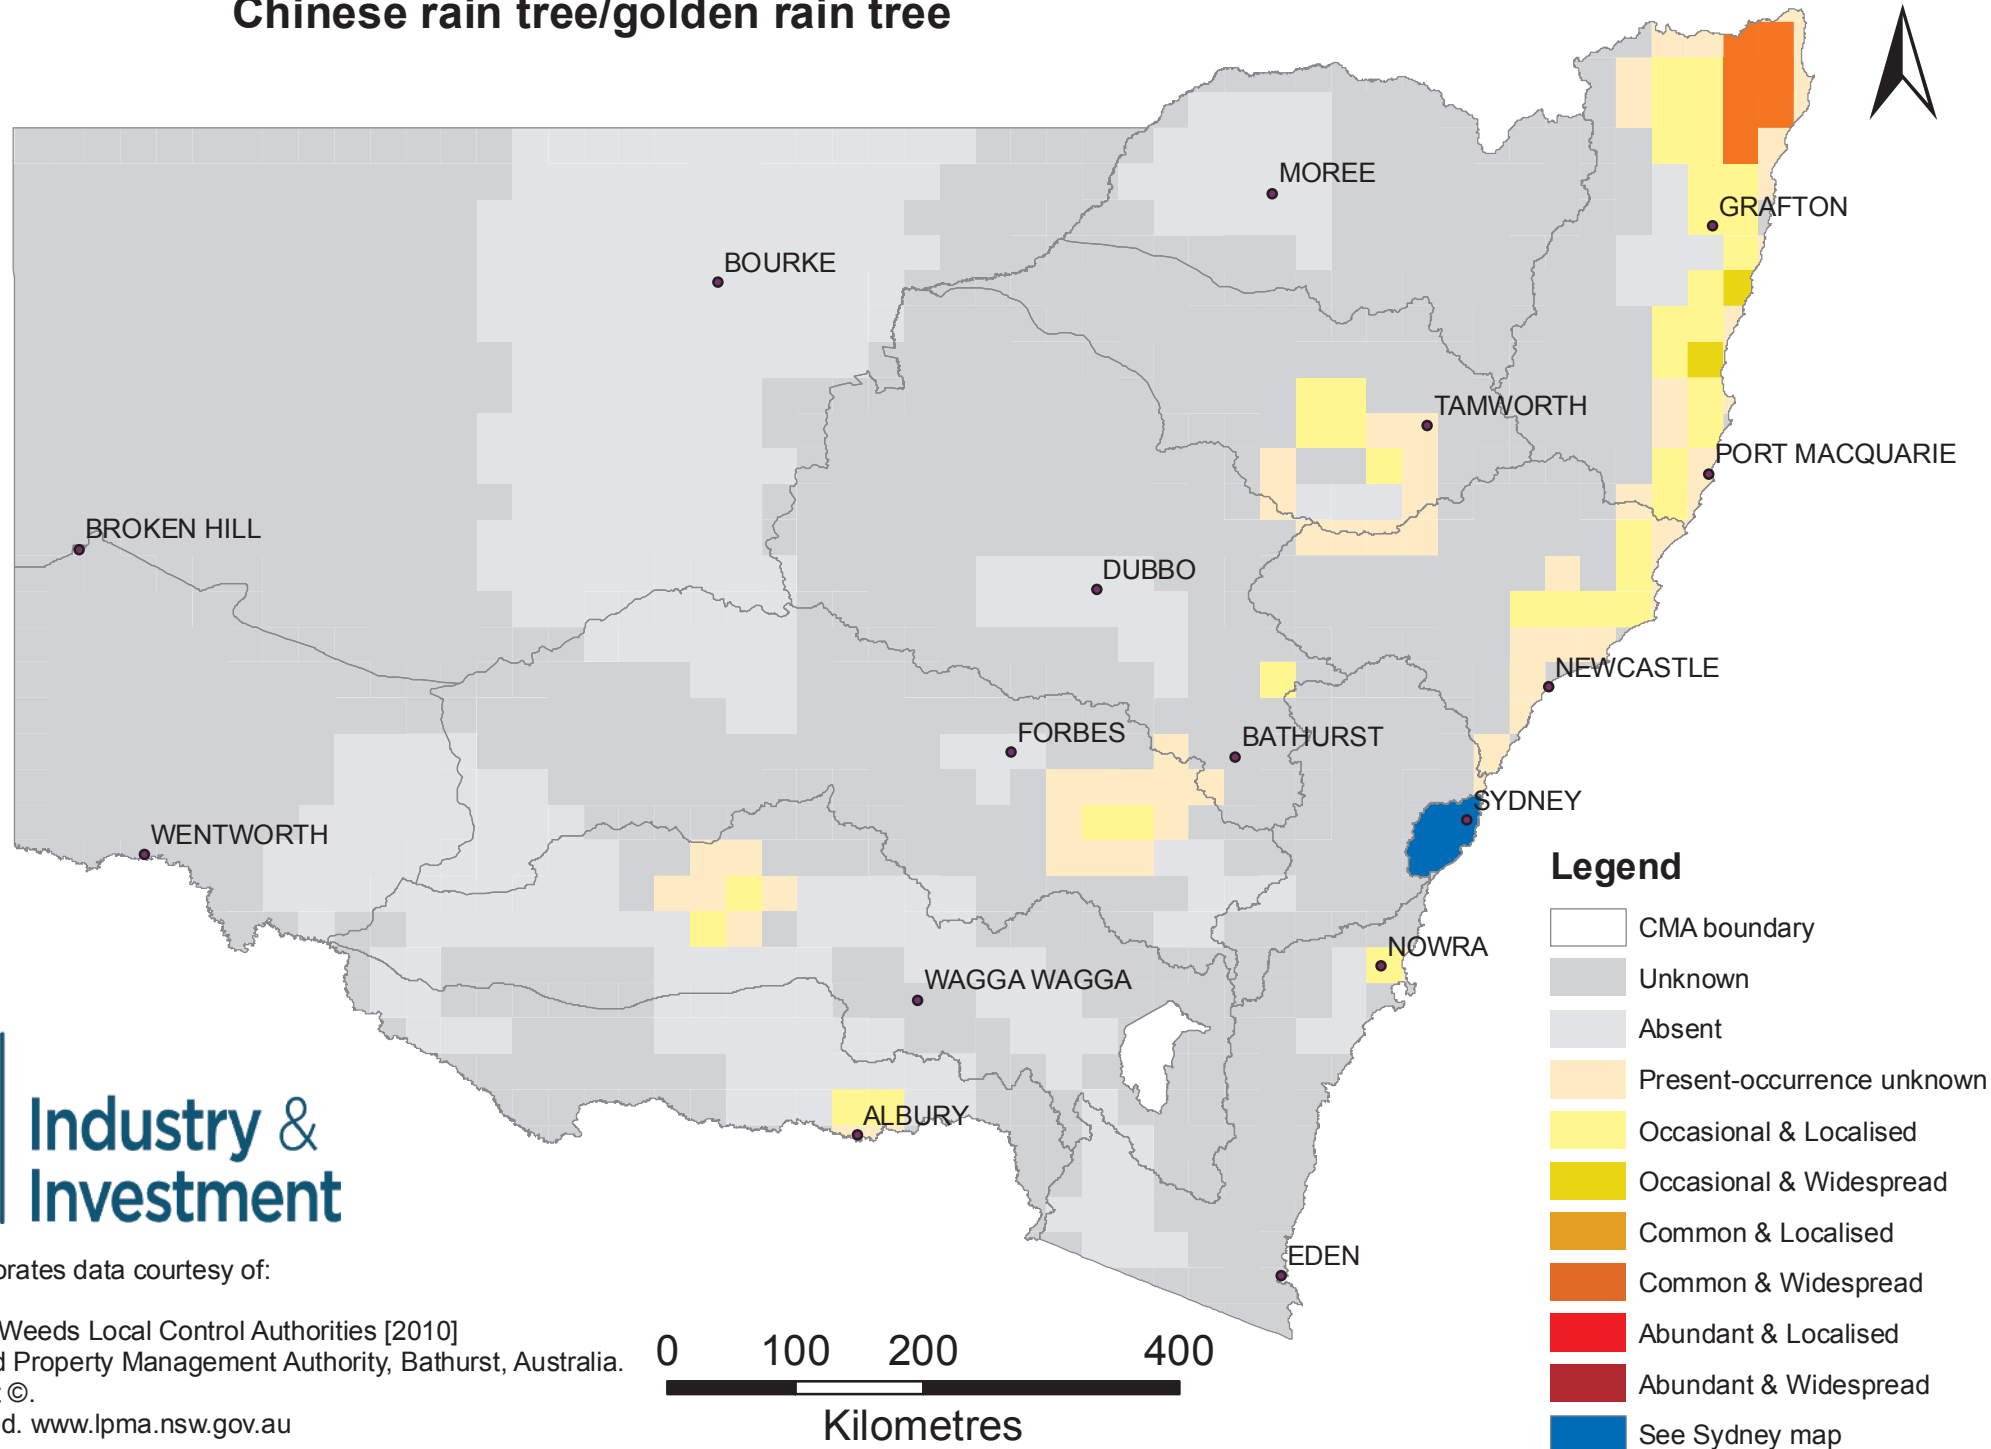 Chinese rain tree/golden rain tree
MOREE
GRAFTON
BOURKE
TAMWORTH
PORT MACQUARIE
BROKEN HILL
DUBBO
NEWCASTLE
FORBES
BATHURST
SYDNEY
WENTWORTH
NOWRA
WAGGA WAGGA
ALBURY
EDEN
Legend
CMA boundary
Unknown
Absent
Present-occurrence unknown
Occasional & Localised
Occasional & Widespread
Common & Localised
Common & Widespread
Abundant & Localised
Abundant & Widespread
See Sydney map
Industry &
Investment
data courtesy of:
Weeds Local Control Authorities [2010]
Property Management Authority, Bathurst, Australia.
©.
www.lpma.nsw.gov.au
0 100 200 400
Kilometres